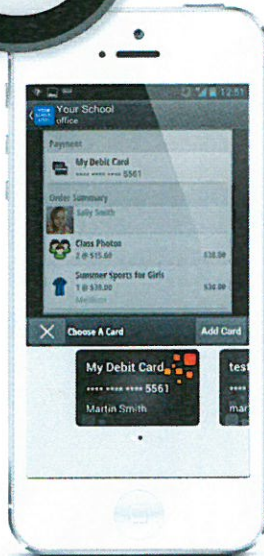 12:51
Your School
office
Payment
My Debit Card
•••• •••• •••• 5561
Order Summary
Sally Smith
Class Photos
2 @ $15.00 $30.00
Summer Sports for Girls
1 @ $30.00 $30.00
Medium
Choose A Card Add Card
My Debit Card test
•••• •••• •••• 5561 ••••
Martin Smith mar